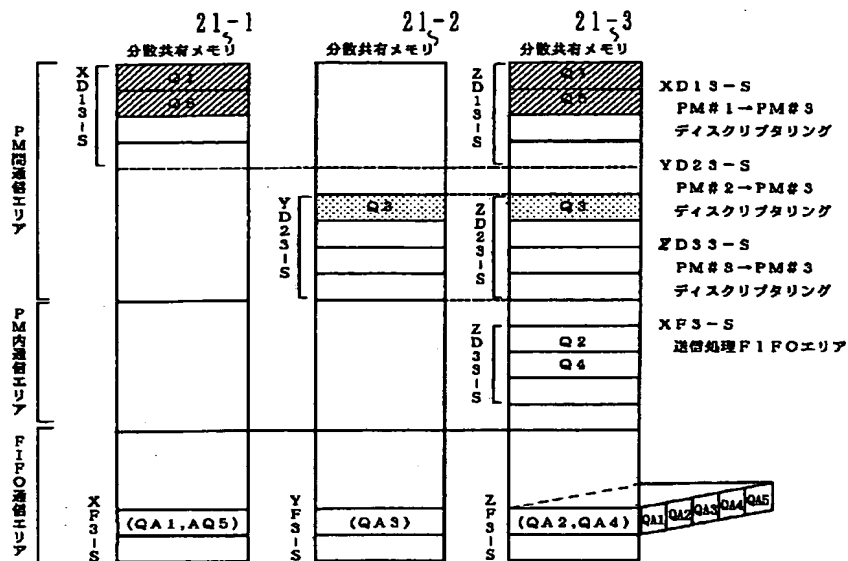 21-1
21-2
21-3
分散共有メモリ
分散共有メモリ
分散共有メモリ
PM間通信エリア
XD13-S
Q1
Q5
ZD13-S
Q1
Q5
YD23-S
Q3
ZD23-S
Q3
PM内通信エリア
ZD33-S
Q2
Q4
FIFO通信エリア
XF3-S
(QA1,AQ5)
YF3-S
(QA3)
ZF3-S
(QA2,QA4)
QA1
QA2
QA3
QA4
QA5
XD13-S
PM#1→PM#3
ディスクリプタリング
YD23-S
PM#2→PM#3
ディスクリプタリング
ZD33-S
PM#3→PM#3
ディスクリプタリング
XF3-S
送信処理FIFOエリア